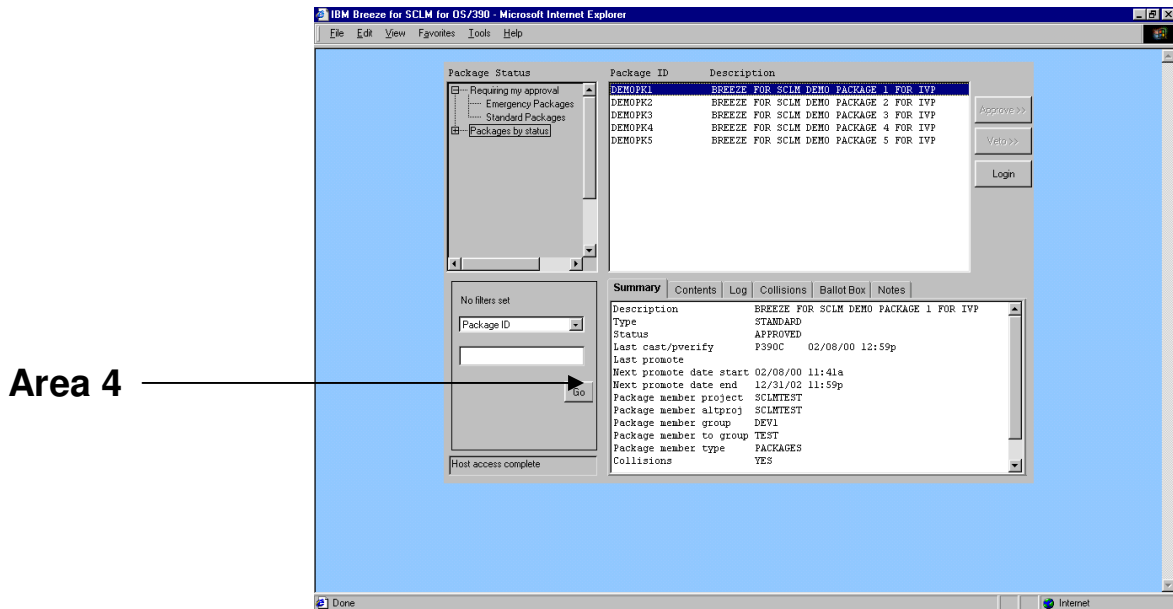 IBM Breeze for SCLM for OS/390 - Microsoft Internet Explorer
File Edit View Favorites Tools Help
Package Status
Requiring my approval
Emergency Packages
Standard Packages
Packages by status
Package ID Description
DEMOPK1 BREEZE FOR SCLM DEMO PACKAGE 1 FOR IVP
DEMOPK2 BREEZE FOR SCLM DEMO PACKAGE 2 FOR IVP
DEMOPK3 BREEZE FOR SCLM DEMO PACKAGE 3 FOR IVP
DEMOPK4 BREEZE FOR SCLM DEMO PACKAGE 4 FOR IVP
DEMOPK5 BREEZE FOR SCLM DEMO PACKAGE 5 FOR IVP
Approve >>
Veto >>
Login
No filters set
Package ID
Go
Host access complete
Area 4
Summary Contents Log Collisions Ballot Box Notes
Description BREEZE FOR SCLM DEMO PACKAGE 1 FOR IVP
Type STANDARD
Status APPROVED
Last cast/pverify P390C 02/08/00 12:59p
Last promote
Next promote date start 02/08/00 11:41a
Next promote date end 12/31/02 11:59p
Package member project SCLMTEST
Package member altproj SCLMTEST
Package member group DEV1
Package member to group TEST
Package member type PACKAGES
Collisions YES
Done
Internet